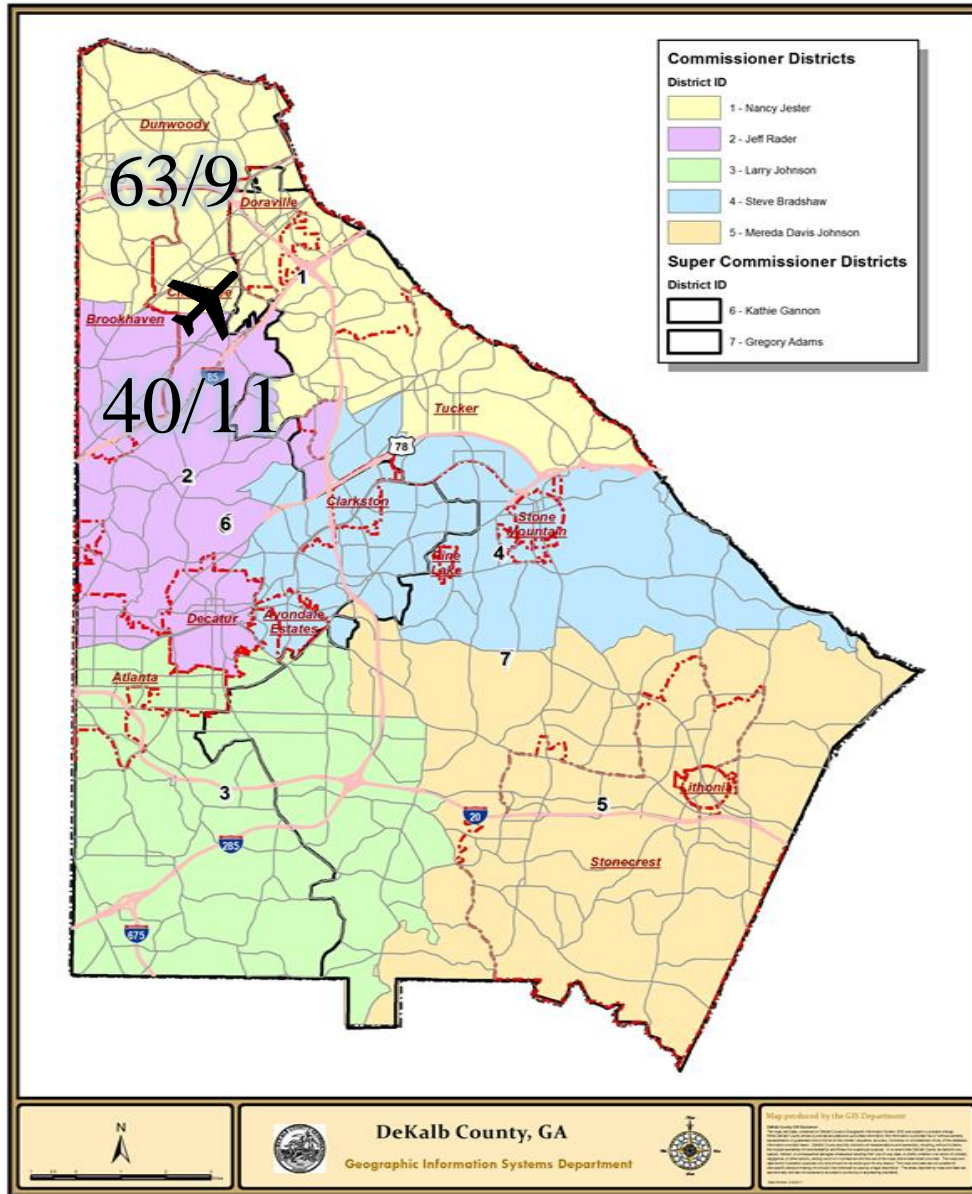 Commissioner Districts
District ID
1 - Nancy Jester
2 - Jeff Rader
3 - Larry Johnson
4 - Steve Bradshaw
5 - Mereda Davis Johnson
Super Commissioner Districts
District ID
6 - Kathie Gannon
7 - Gregory Adams
Dunwoody
63/9
Doraville
1
Brookhaven
85
40/11
Tucker
78
2
Clarkston
6
Stone
Mountain
4
Lake
Decatur
Avondale
Estates
7
Atlanta
3
5
20
285
Stonecrest
675
N
DeKalb County, GA
Geographic Information Systems Department
Map produced by the GIS Department